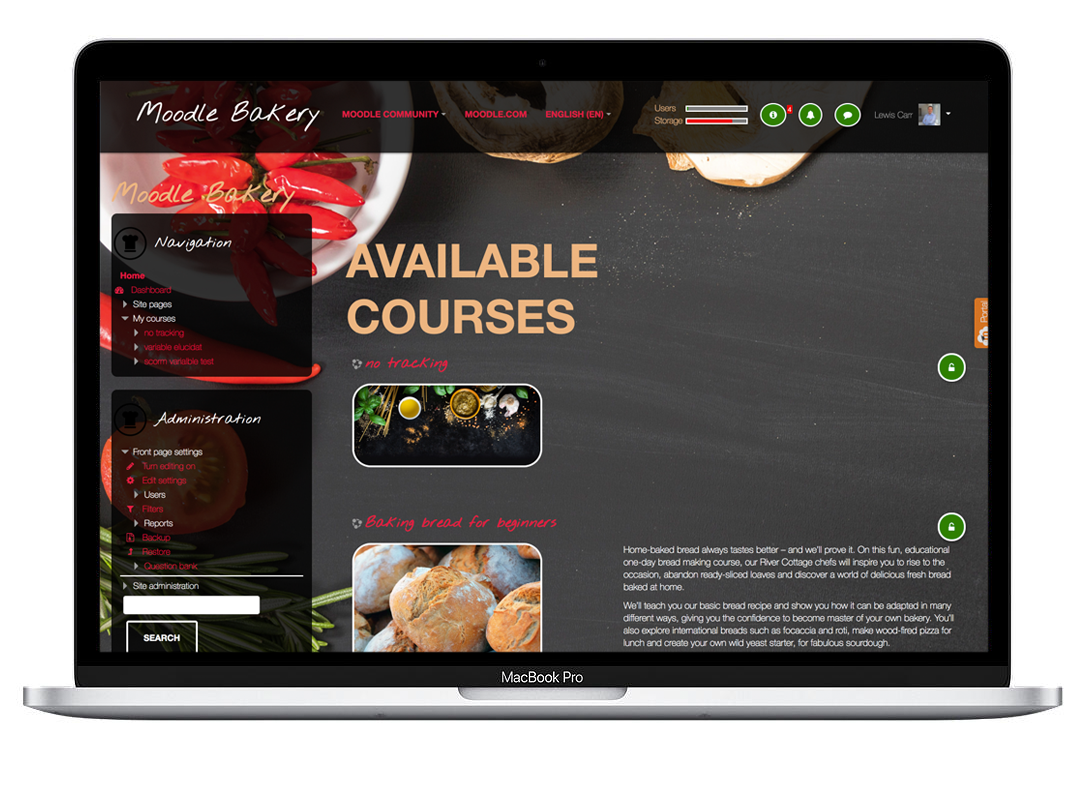 Moodle Bakery
MOODLE COMMUNITY
MOODLE.COM
ENGLISH (EN)
Users
Storage
4
Lewis Carr
Moodle Bakery
Navigation
Home
Dashboard
Site pages
My courses
no tracking
variable elucidat
scorm variable test
Administration
Front page settings
Turn editing on
Edit settings
Users
Filters
Reports
Backup
Restore
Question bank
Site administration
SEARCH
AVAILABLE
COURSES
no tracking
Baking bread for beginners
Portal
Home-baked bread always tastes better – and we'll prove it. On this fun, educational
one-day bread making course, our River Cottage chefs will inspire you to rise to the
occasion, abandon ready-sliced loaves and discover a world of delicious fresh bread
baked at home.
We'll teach you our basic bread recipe and show you how it can be adapted in many
different ways, giving you the confidence to become master of your own bakery. You'll
also explore international breads such as focaccia and roti, make wood-fired pizza for
lunch and create your own wild yeast starter, for fabulous sourdough.
MacBook Pro